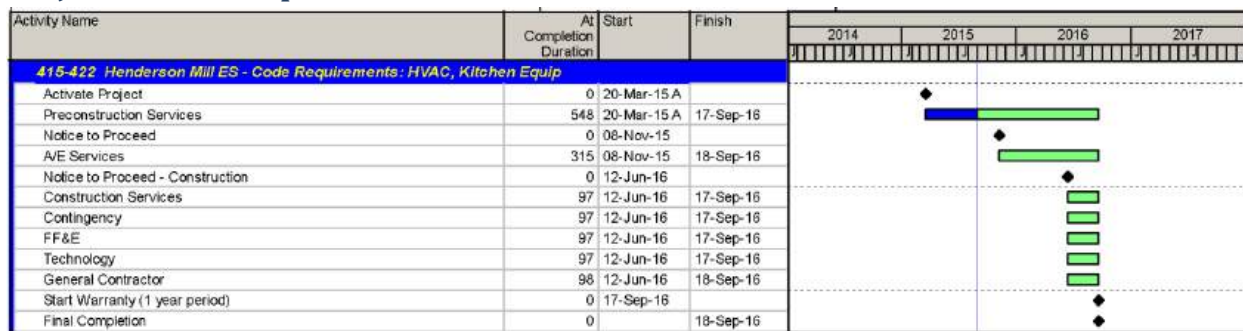 Activity Name At Start Finish
Completion
Duration
2014 2015 2016 2017
J J J J J J J
415-422 Henderson Mill ES - Code Requirements: HVAC, Kitchen Equip
Activate Project 0 20-Mar-15 A
Preconstruction Services 548 20-Mar-15 A 17-Sep-16
Notice to Proceed 0 08-Nov-15
A/E Services 315 08-Nov-15 18-Sep-16
Notice to Proceed - Construction 0 12-Jun-16
Construction Services 97 12-Jun-16 17-Sep-16
Contingency 97 12-Jun-16 17-Sep-16
FF&E 97 12-Jun-16 17-Sep-16
Technology 97 12-Jun-16 17-Sep-16
General Contractor 98 12-Jun-16 18-Sep-16
Start Warranty (1 year period) 0 17-Sep-16
Final Completion 0 18-Sep-16